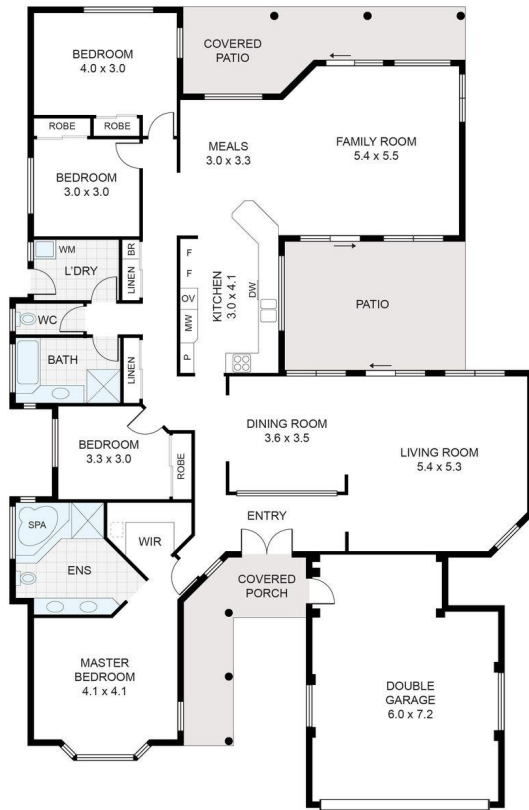 BEDROOM
4.0 x 3.0
COVERED
PATIO
ROBE
ROBE
MEALS
3.0 x 3.3
FAMILY ROOM
5.4 x 5.5
BEDROOM
3.0 x 3.0
WM
L'DRY
BR
LINEN
F
F
OV
MW
P
KITCHEN
3.0 x 4.1
DW
PATIO
WC
BATH
LINEN
BEDROOM
3.3 x 3.0
ROBE
DINING ROOM
3.6 x 3.5
LIVING ROOM
5.4 x 5.3
ENTRY
SPA
WIR
ENS
COVERED
PORCH
MASTER
BEDROOM
4.1 x 4.1
DOUBLE
GARAGE
6.0 x 7.2